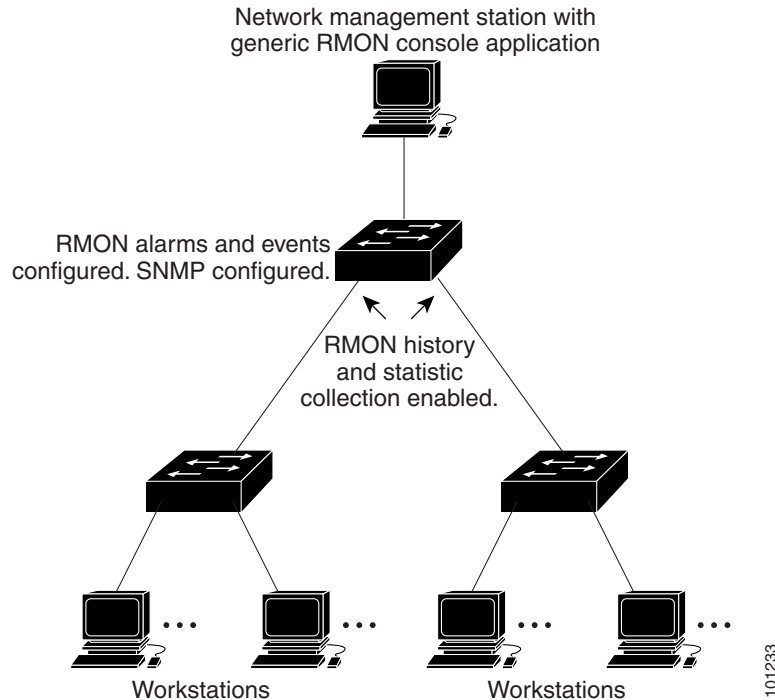 Network management station with
generic RMON console application
RMON alarms and events
configured. SNMP configured.
RMON history
and statistic
collection enabled.
Workstations
Workstations
101233